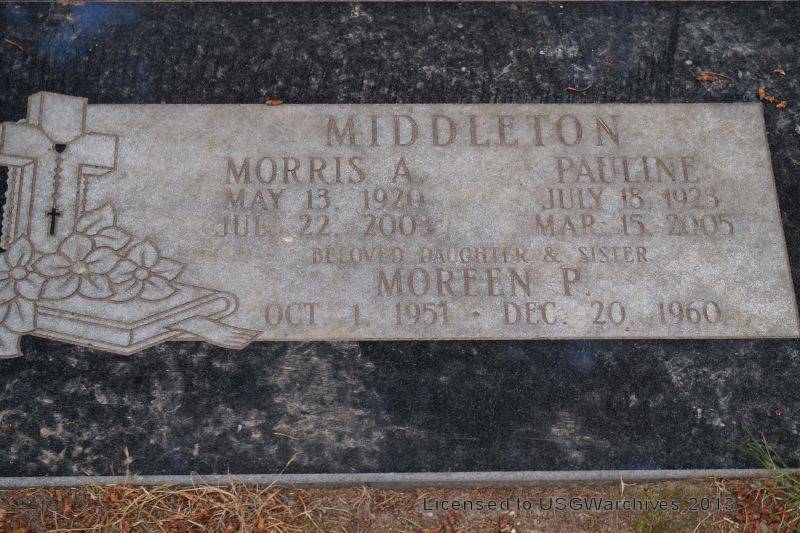 MIDDLETON
MORRIS A. PAULINE
MAY 13, 1920 JULY 18, 1923
JUL. 22, 2003 MAR. 15, 2005
BELOVED DAUGHTER & SISTER
MOREEN P.
OCT. 1, 1951 · DEC. 20, 1960
Licensed to USGWarchives 2013